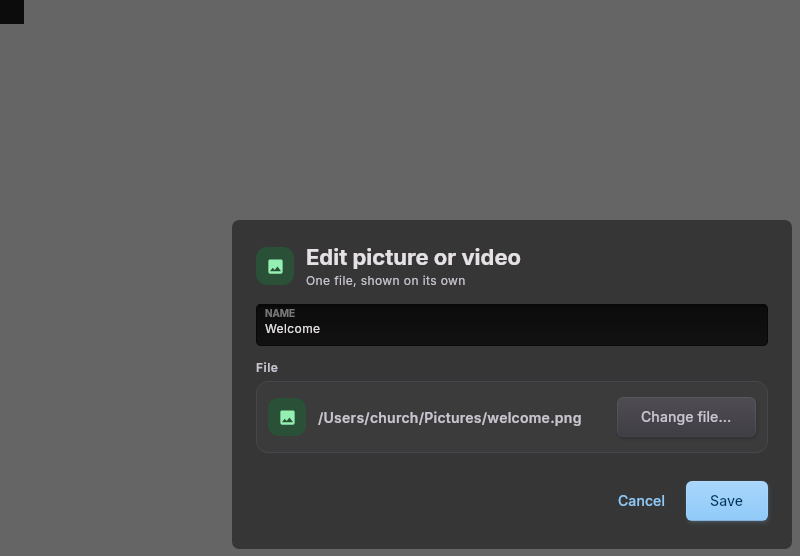 Edit picture or video
One file, shown on its own
NAME
Welcome
File
/Users/church/Pictures/welcome.png
Change file...
Cancel
Save